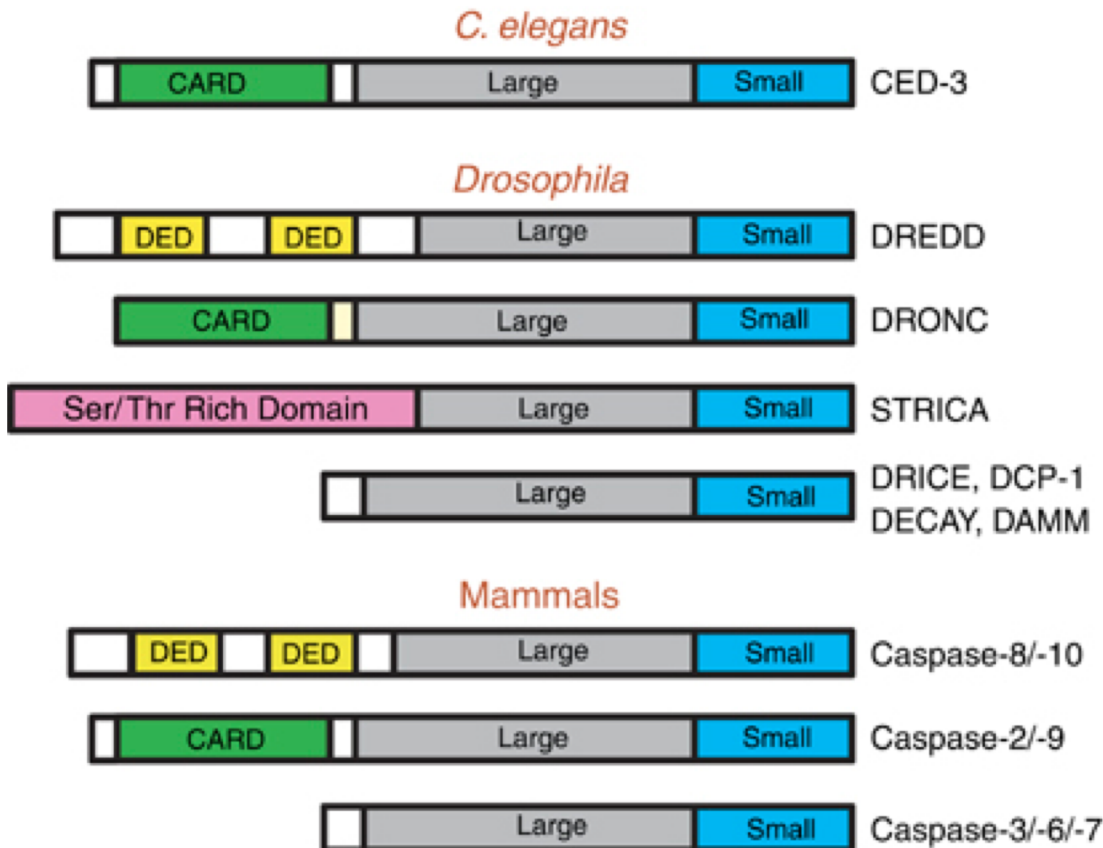 C. elegans
CARD Large Small CED-3
Drosophila
DED DED Large Small DREDD
CARD Large Small DRONC
Ser/Thr Rich Domain Large Small STRICA
Large Small DRICE, DCP-1
DECAY, DAMM
Mammals
DED DED Large Small Caspase-8/-10
CARD Large Small Caspase-2/-9
Large Small Caspase-3/-6/-7